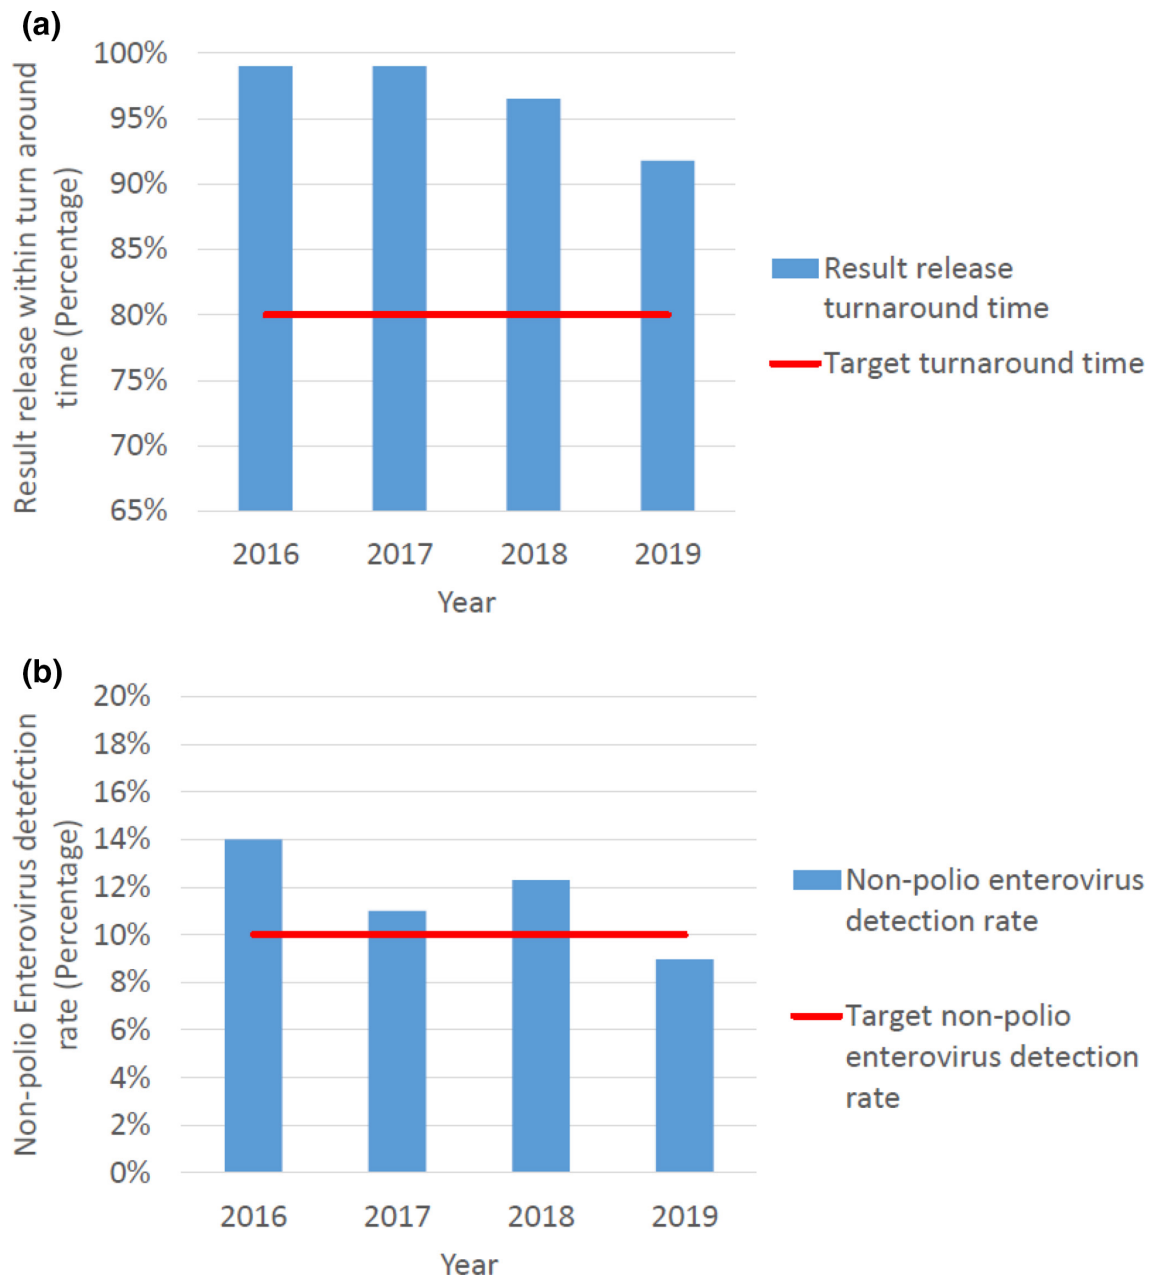 (a)
Result release within turn around
time (Percentage)
100%
95%
90%
85%
80%
75%
70%
65%
2016 2017 2018 2019
Year
Result release
turnaround time
Target turnaround time
(b)
Non-polio Enterovirus detefction
rate (Percentage)
20%
18%
16%
14%
12%
10%
8%
6%
4%
2%
0%
2016 2017 2018 2019
Year
Non-polio enterovirus
detection rate
Target non-polio
enterovirus detection
rate